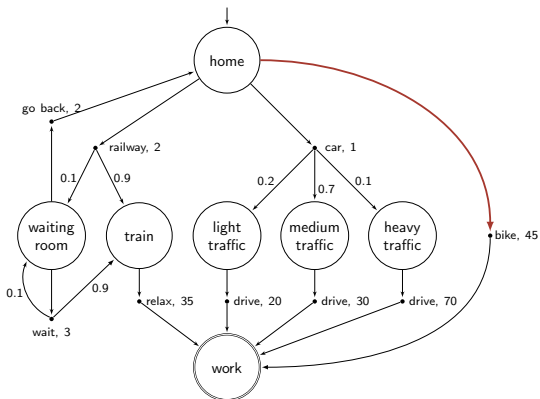 home
go back, 2
railway, 2
car, 1
0.1
0.9
0.2
0.7
0.1
waiting
room
train
light
traffic
medium
traffic
heavy
traffic
bike, 45
0.1
0.9
wait, 3
relax, 35
drive, 20
drive, 30
drive, 70
work